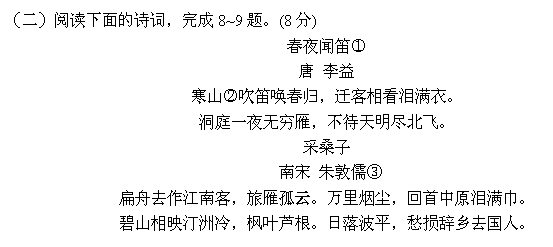 （二）阅读下面的诗词，完成8~9题。(8分)
春夜闻笛①
唐 李益
寒山②吹笛唤春归，迁客相看泪满衣。
洞庭一夜无穷雁，不待天明尽北飞。
采桑子
南宋 朱敦儒③
扁舟去作江南客，旅雁孤云。万里烟尘，回首中原泪满巾。
碧山相映汀洲冷，枫叶芦根。日落波平，愁损辞乡去国人。